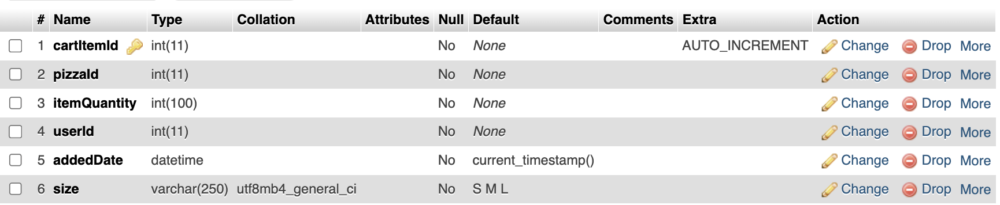 # Name Type Collation Attributes Null Default Comments Extra Action
1 cartItemId int(11) No None AUTO_INCREMENT Change Drop More
2 pizzaId int(11) No None Change Drop More
3 itemQuantity int(100) No None Change Drop More
4 userId int(11) No None Change Drop More
5 addedDate datetime No current_timestamp() Change Drop More
6 size varchar(250) utf8mb4_general_ci No S M L Change Drop More